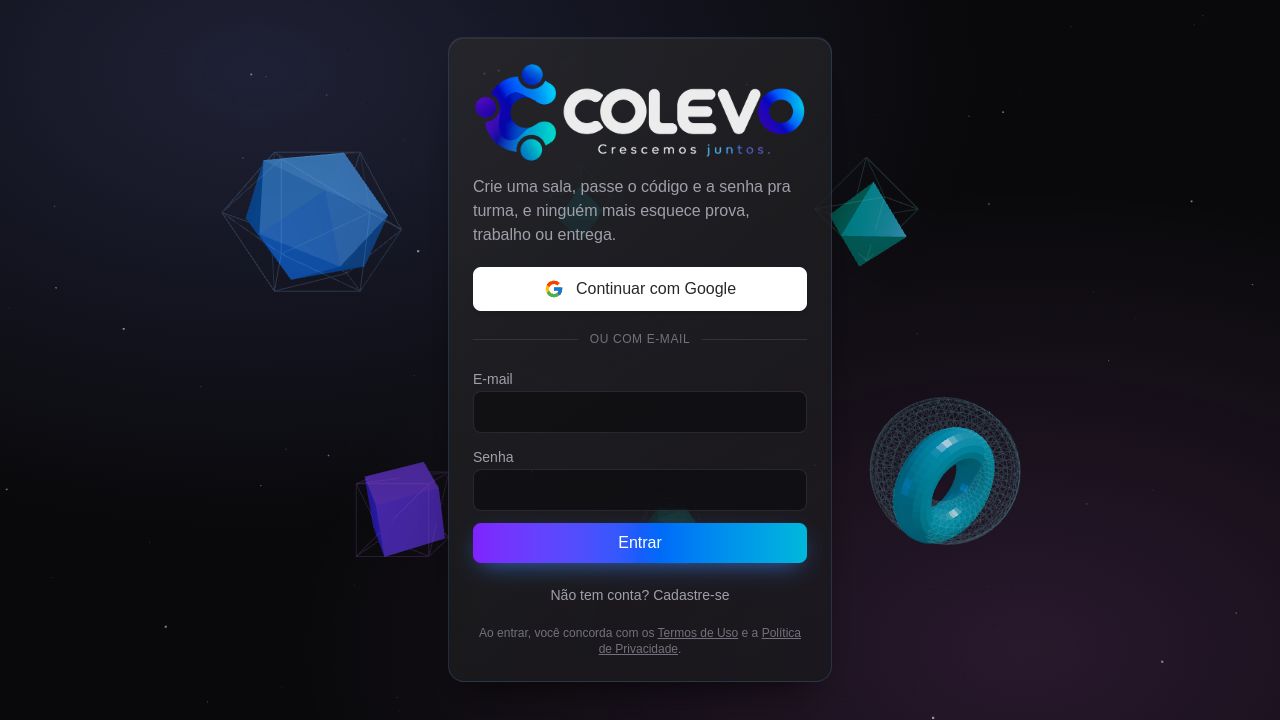 COLEVO
Crescemos juntos.
Crie uma sala, passe o código e a senha pra
turma, e ninguém mais esquece prova,
trabalho ou entrega.
Continuar com Google
OU COM E-MAIL
E-mail
Senha
Entrar
Não tem conta? Cadastre-se
Ao entrar, você concorda com os Termos de Uso e a Política
de Privacidade.